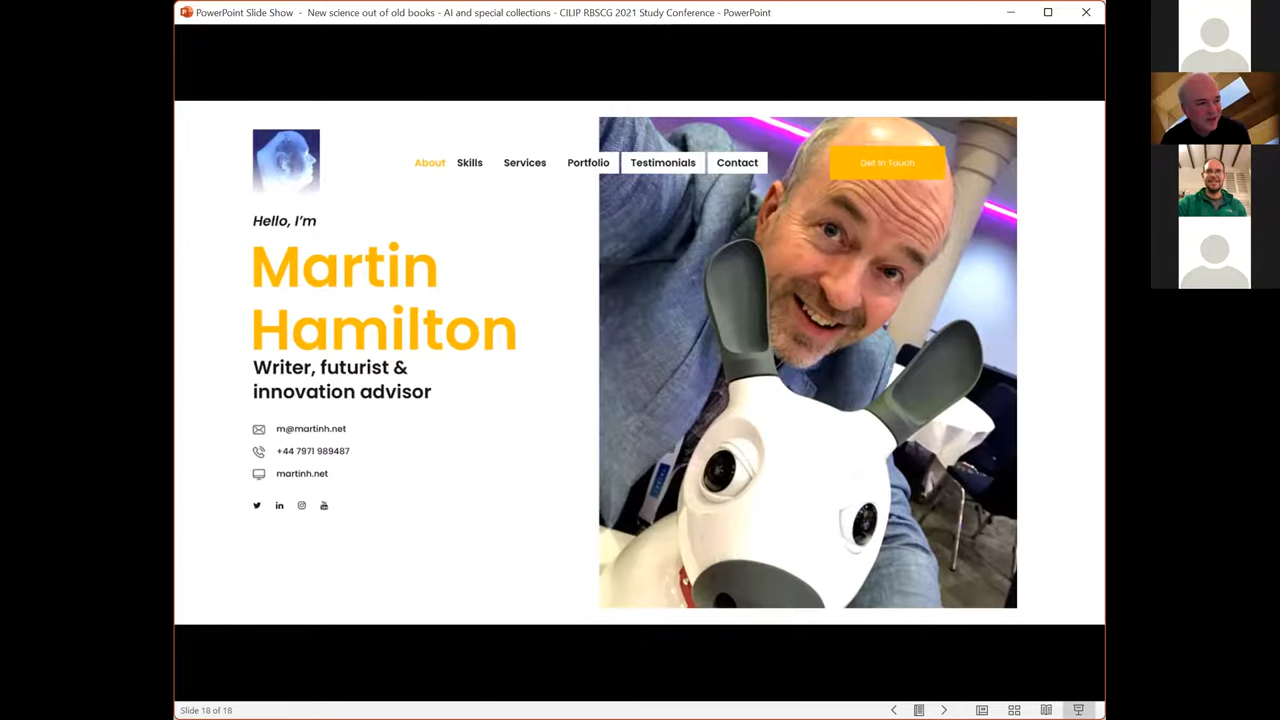 PowerPoint Slide Show - New science out of old books - AI and special collections - CILIP RBSCG 2021 Study Conference - PowerPoint
About Skills Services Portfolio Testimonials Contact Get In Touch
Hello, I'm
Martin
Hamilton
Writer, futurist &
innovation advisor
m@martinh.net
+44 7971 989487
martinh.net
Slide 18 of 18